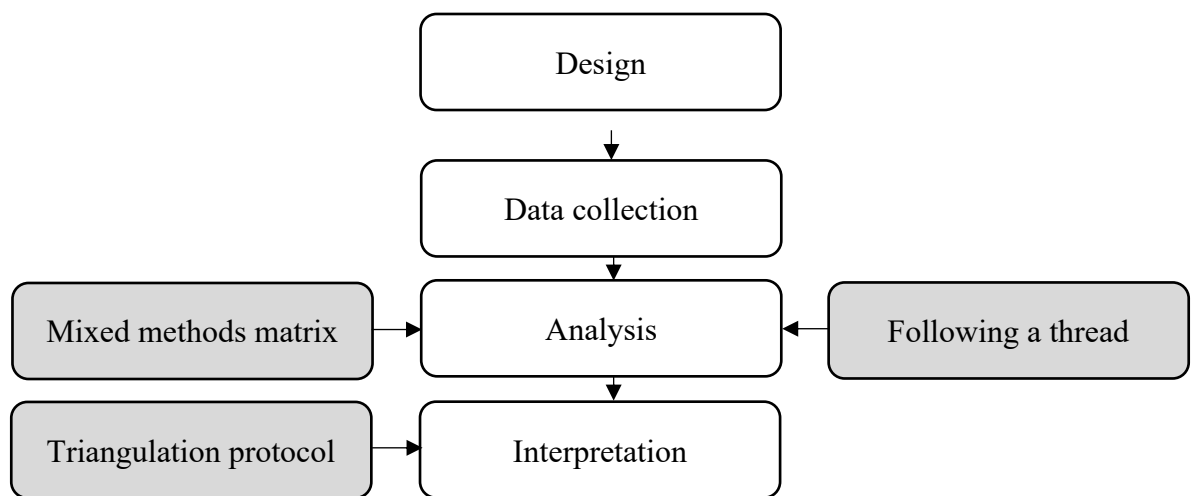 Design
Data collection
Mixed methods matrix
Analysis
Following a thread
Triangulation protocol
Interpretation